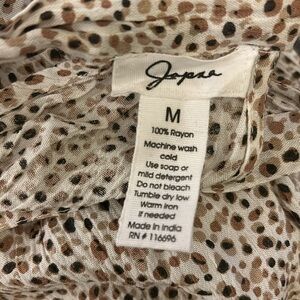 Japna
M
100% Rayon
Machine wash
cold
Use soap or
mild detergent
Do not bleach
Tumble dry low
Warm iron
if needed
Made in India
RN # 116696